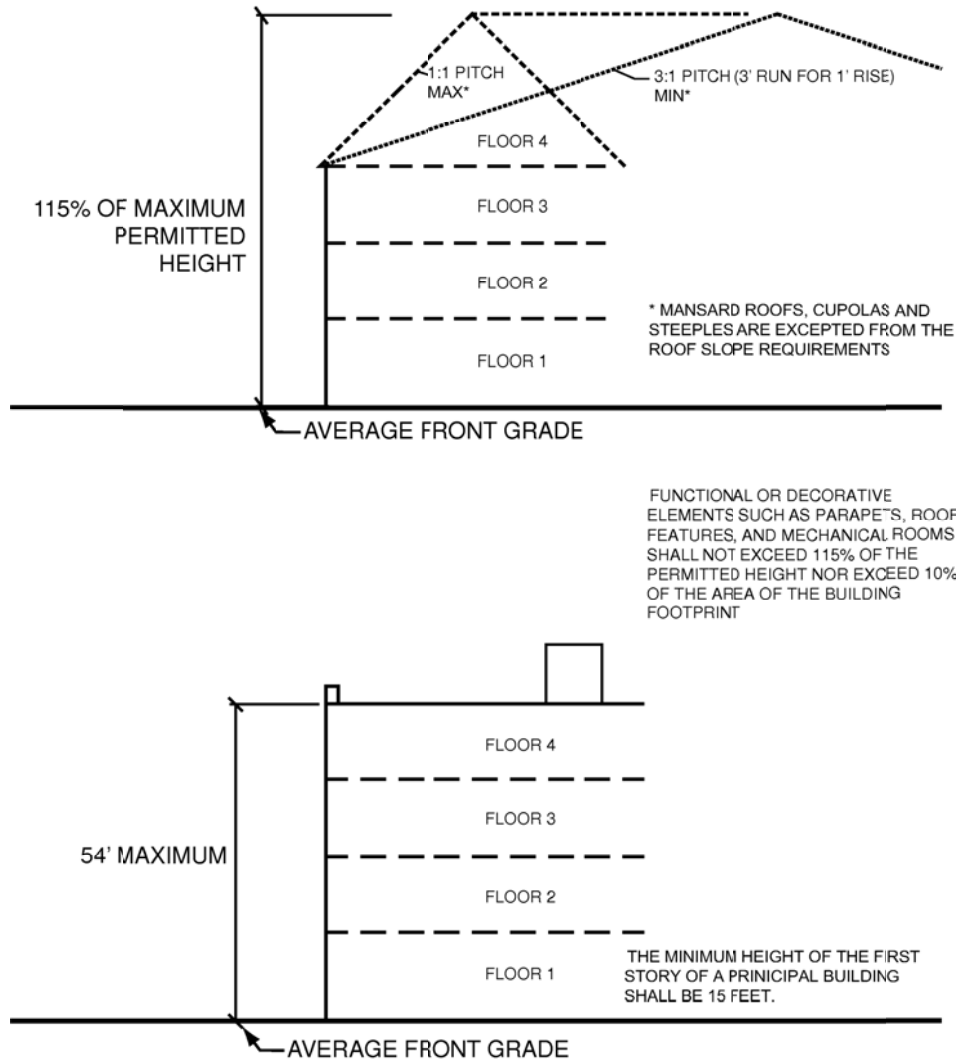 1:1 PITCH
MAX*
3:1 PITCH (3' RUN FOR 1' RISE)
MIN*
FLOOR 4
115% OF MAXIMUM
PERMITTED
HEIGHT
FLOOR 3
FLOOR 2
* MANSARD ROOFS, CUPOLAS AND
STEEPLES ARE EXCEPTED FROM THE
ROOF SLOPE REQUIREMENTS
FLOOR 1
AVERAGE FRONT GRADE
FUNCTIONAL OR DECORATIVE
ELEMENTS SUCH AS PARAPETS, ROOF
FEATURES, AND MECHANICAL ROOMS
SHALL NOT EXCEED 115% OF THE
PERMITTED HEIGHT NOR EXCEED 10%
OF THE AREA OF THE BUILDING
FOOTPRINT
FLOOR 4
FLOOR 3
54' MAXIMUM
FLOOR 2
FLOOR 1
THE MINIMUM HEIGHT OF THE FIRST
STORY OF A PRINICIPAL BUILDING
SHALL BE 15 FEET.
AVERAGE FRONT GRADE